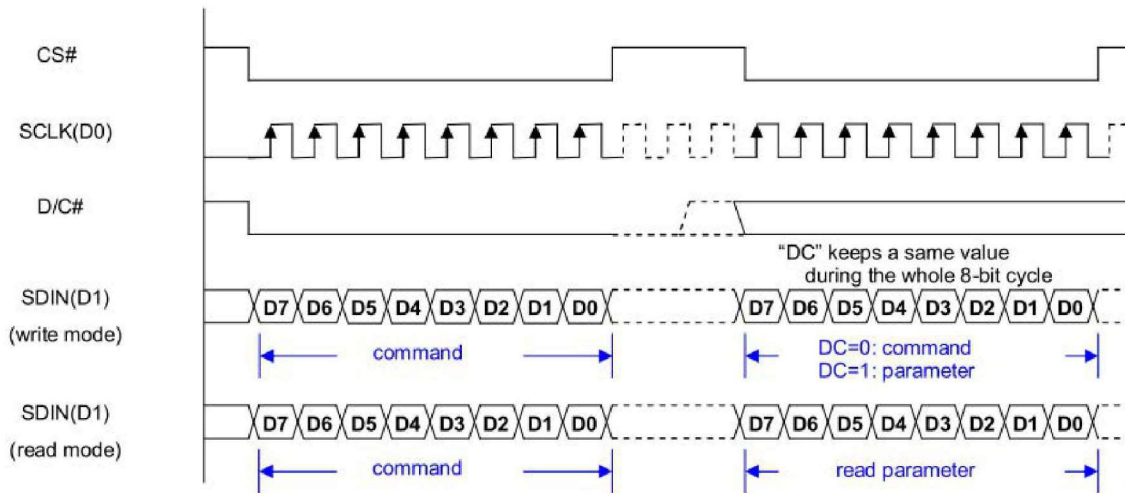 CS#
SCLK(D0)
D/C#
"DC" keeps a same value
during the whole 8-bit cycle
SDIN(D1)
(write mode)
D7 D6 D5 D4 D3 D2 D1 D0
D7 D6 D5 D4 D3 D2 D1 D0
command
DC=0: command
DC=1: parameter
SDIN(D1)
(read mode)
D7 D6 D5 D4 D3 D2 D1 D0
D7 D6 D5 D4 D3 D2 D1 D0
command
read parameter